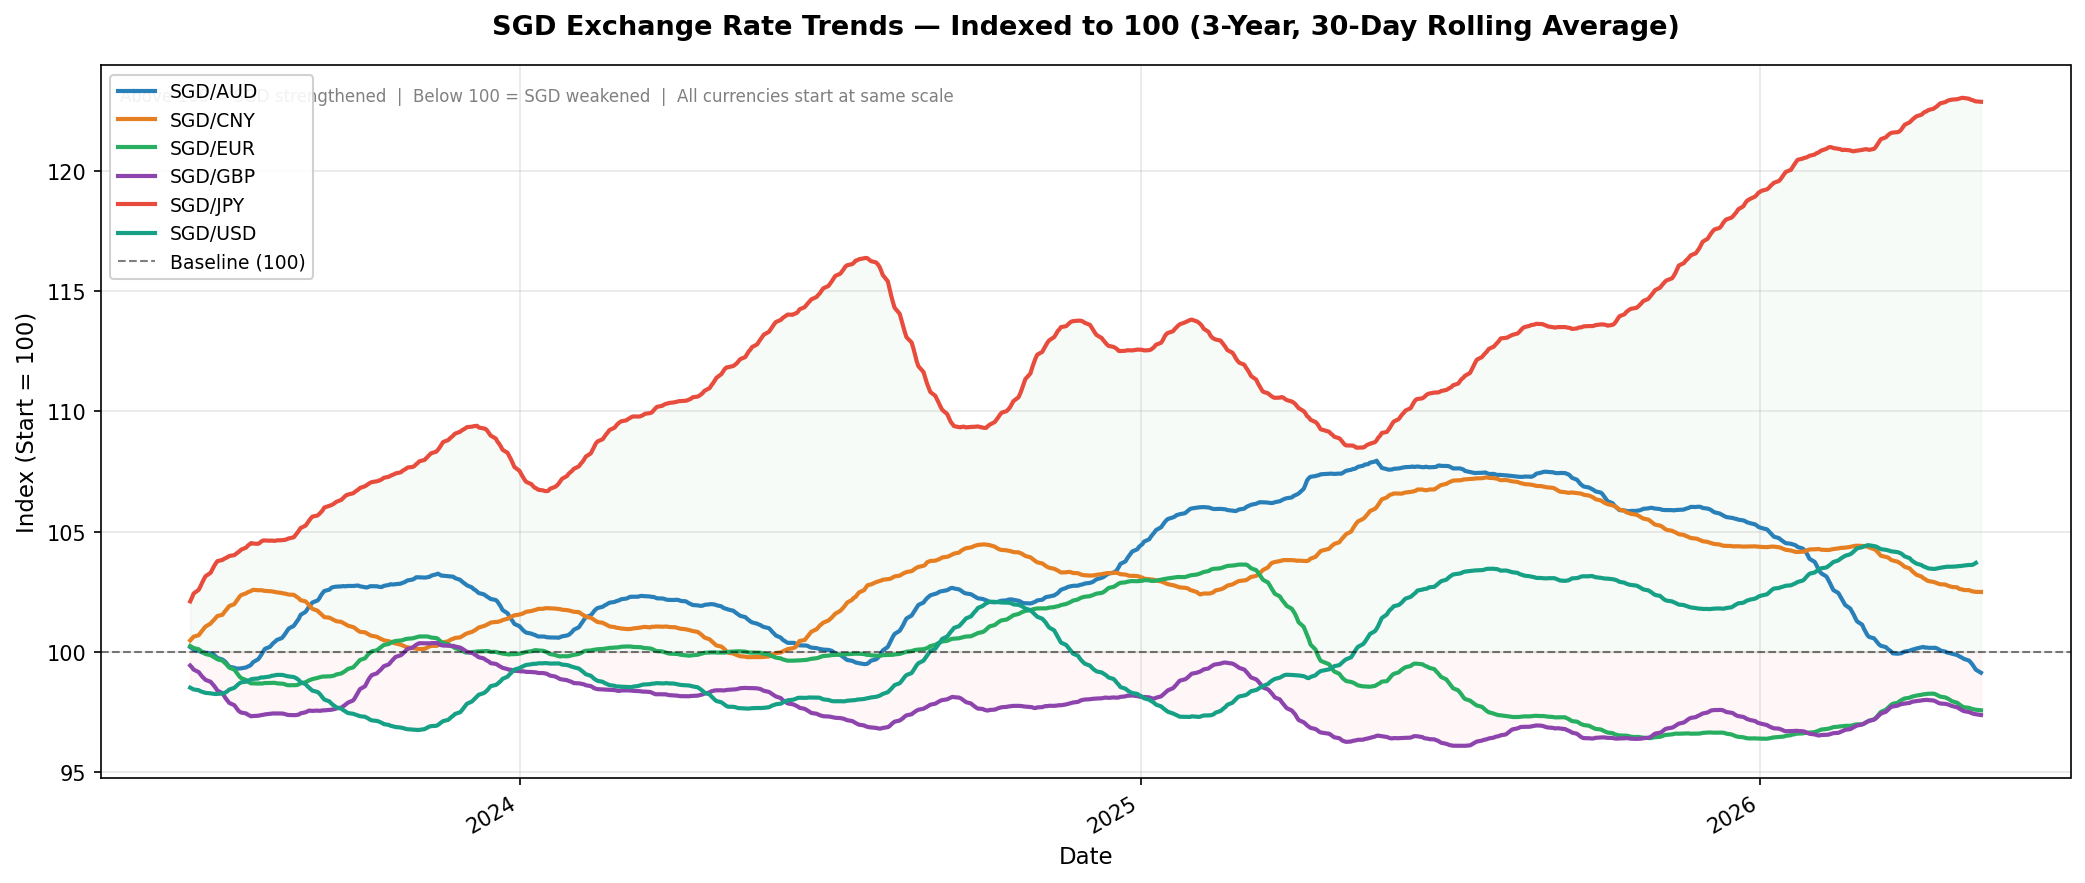 SGD Exchange Rate Trends — Indexed to 100 (3-Year, 30-Day Rolling Average)
SGD/AUD
strengthened | Below 100 = SGD weakened | All currencies start at same scale
SGD/CNY
SGD/EUR
SGD/GBP
SGD/JPY
SGD/USD
Baseline (100)
120
115
110
105
100
95
Index (Start = 100)
2024
2025
2026
Date